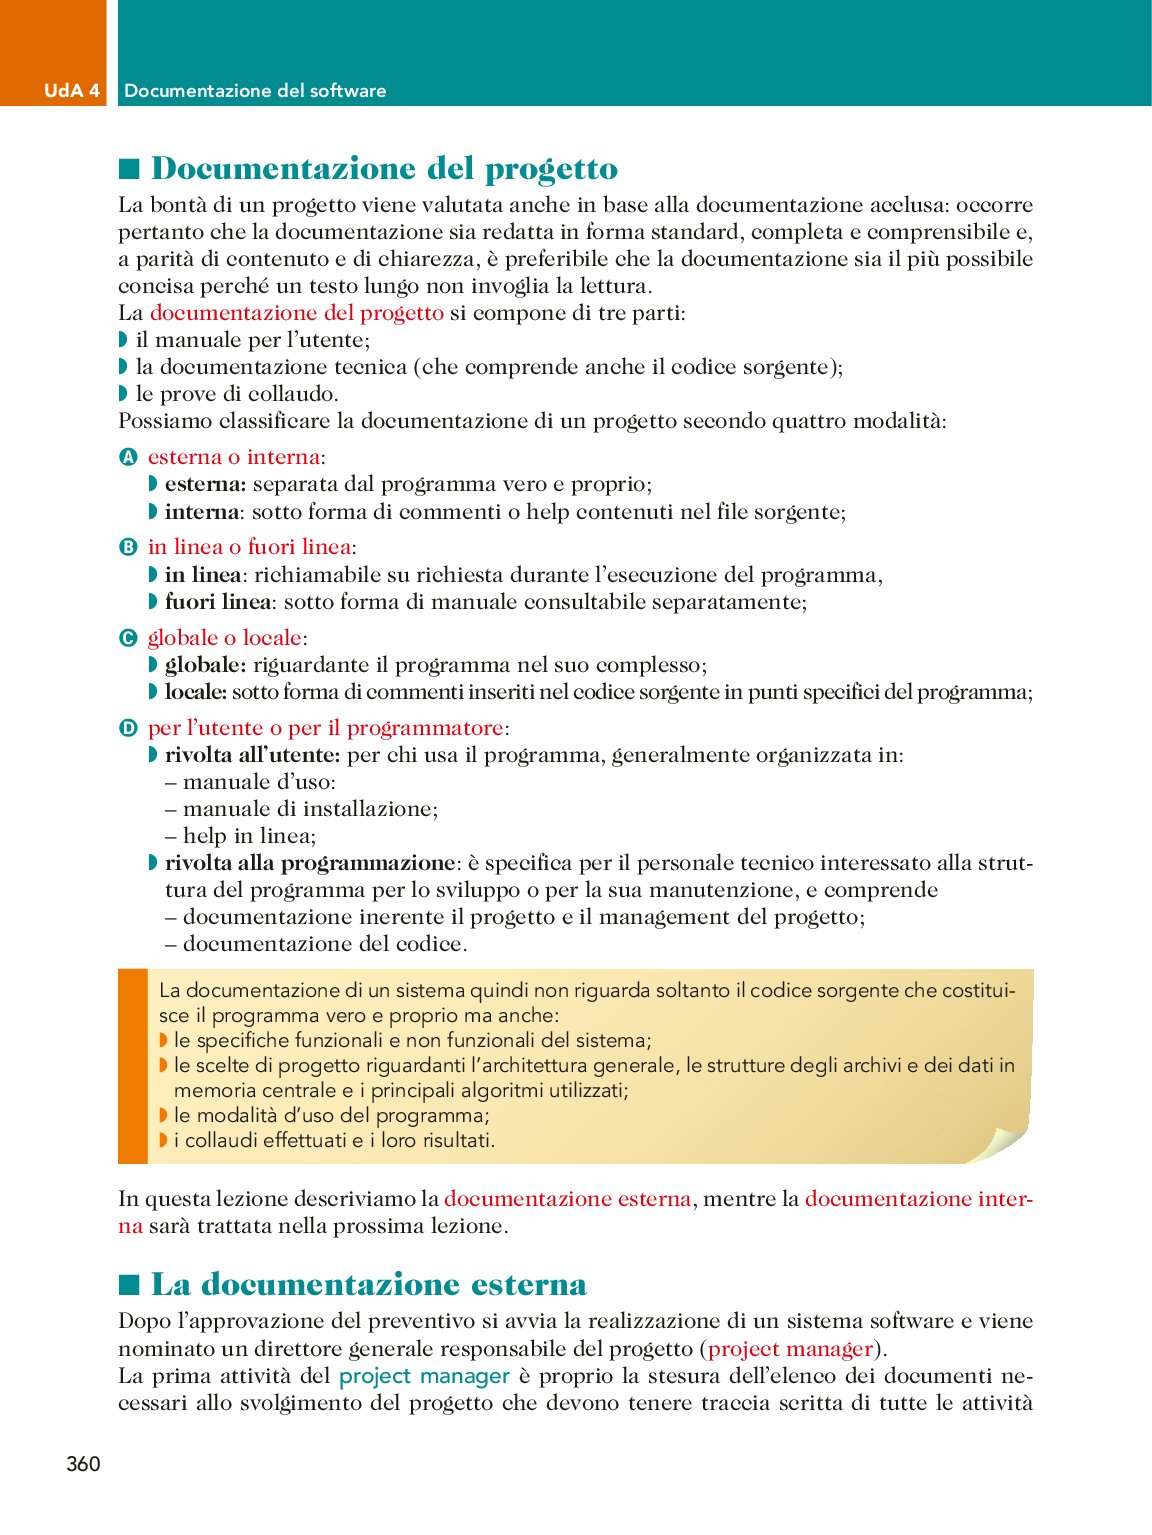 UdA 4 Documentazione del software
Documentazione del progetto
La bontà di un progetto viene valutata anche in base alla documentazione acclusa: occorre
pertanto che la documentazione sia redatta in forma standard, completa e comprensibile e,
a parità di contenuto e di chiarezza, è preferibile che la documentazione sia il più possibile
concisa perché un testo lungo non invoglia la lettura.
La documentazione del progetto si compone di tre parti:
il manuale per l'utente;
la documentazione tecnica (che comprende anche il codice sorgente);
le prove di collaudo.
Possiamo classificare la documentazione di un progetto secondo quattro modalità:
A esterna o interna:
esterna: separata dal programma vero e proprio;
interna: sotto forma di commenti o help contenuti nel file sorgente;
B in linea o fuori linea:
in linea: richiamabile su richiesta durante l'esecuzione del programma,
fuori linea: sotto forma di manuale consultabile separatamente;
C globale o locale:
globale: riguardante il programma nel suo complesso;
locale: sotto forma di commenti inseriti nel codice sorgente in punti specifici del programma;
D per l'utente o per il programmatore:
rivolta all'utente: per chi usa il programma, generalmente organizzata in:
– manuale d'uso:
– manuale di installazione;
– help in linea;
rivolta alla programmazione: è specifica per il personale tecnico interessato alla strut-
tura del programma per lo sviluppo o per la sua manutenzione, e comprende
– documentazione inerente il progetto e il management del progetto;
– documentazione del codice.
La documentazione di un sistema quindi non riguarda soltanto il codice sorgente che costitui-
sce il programma vero e proprio ma anche:
le specifiche funzionali e non funzionali del sistema;
le scelte di progetto riguardanti l'architettura generale, le strutture degli archivi e dei dati in
memoria centrale e i principali algoritmi utilizzati;
le modalità d'uso del programma;
i collaudi effettuati e i loro risultati.
In questa lezione descriviamo la documentazione esterna, mentre la documentazione inter-
na sarà trattata nella prossima lezione.
La documentazione esterna
Dopo l'approvazione del preventivo si avvia la realizzazione di un sistema software e viene
nominato un direttore generale responsabile del progetto (project manager).
La prima attività del project manager è proprio la stesura dell'elenco dei documenti ne-
cessari allo svolgimento del progetto che devono tenere traccia scritta di tutte le attività
360